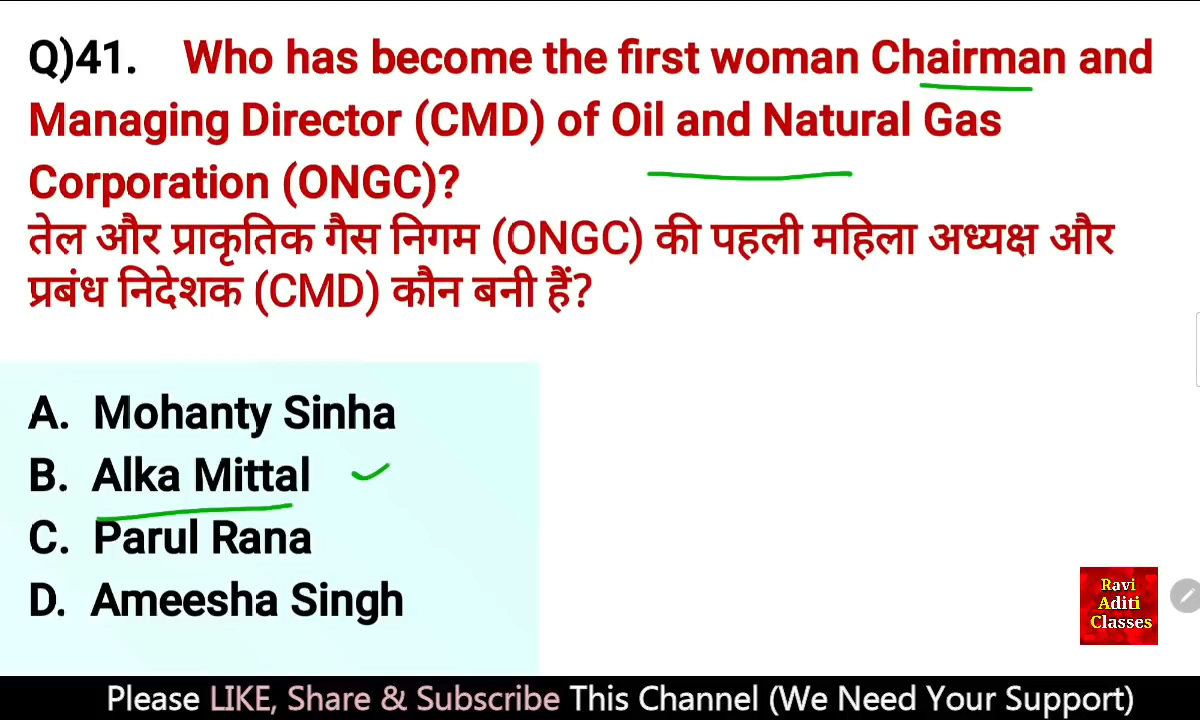 Q)41. Who has become the first woman Chairman and
Managing Director (CMD) of Oil and Natural Gas
Corporation (ONGC)?
तेल और प्राकृतिक गैस निगम (ONGC) की पहली महिला अध्यक्ष और
प्रबंध निदेशक (CMD) कौन बनी हैं?
A. Mohanty Sinha
B. Alka Mittal
C. Parul Rana
D. Ameesha Singh
Ravi
Aditi
Classes
Please LIKE, Share & Subscribe This Channel (We Need Your Support)